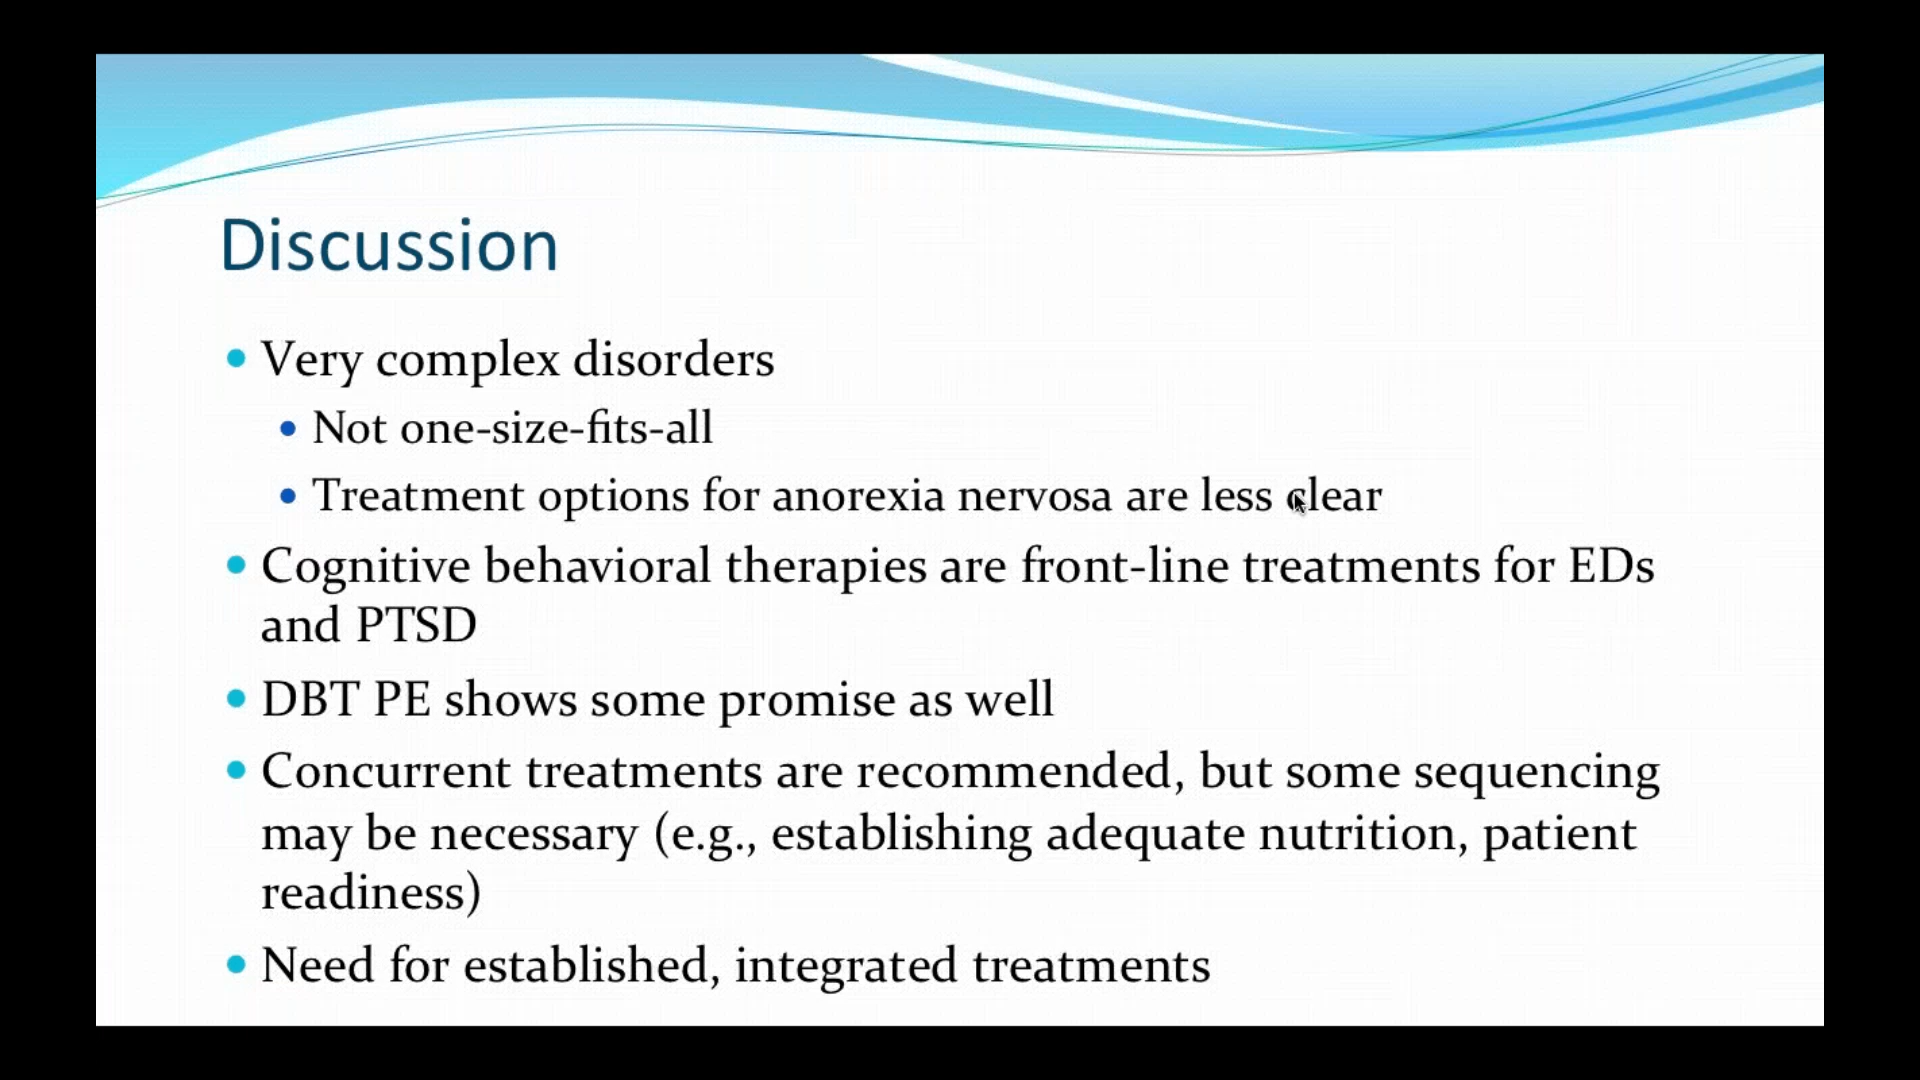 Discussion
Very complex disorders
Not one-size-fits-all
Treatment options for anorexia nervosa are less clear
Cognitive behavioral therapies are front-line treatments for EDs
and PTSD
DBT PE shows some promise as well
Concurrent treatments are recommended, but some sequencing
may be necessary (e.g., establishing adequate nutrition, patient
readiness)
Need for established, integrated treatments